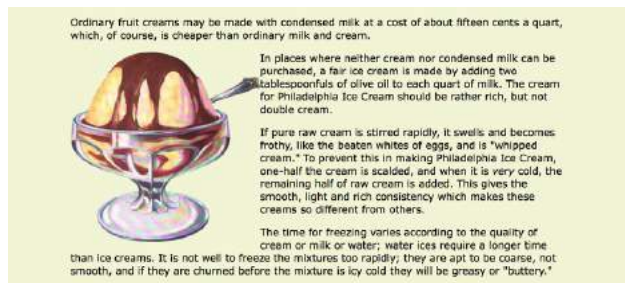 Ordinary fruit creams may be made with condensed milk at a cost of about fifteen cents a quart,
which, of course, is cheaper than ordinary milk and cream.
In places where neither cream nor condensed milk can be
purchased, a fair ice cream is made by adding two
tablespoonfuls of olive oil to each quart of milk. The cream
for Philadelphia Ice Cream should be rather rich, but not
double cream.
If pure raw cream is stirred rapidly, it swells and becomes
frothy, like the beaten whites of eggs, and is "whipped
cream." To prevent this in making Philadelphia Ice Cream,
one-half the cream is scalded, and when it is very cold, the
remaining half of raw cream is added. This gives the
smooth, light and rich consistency which makes these
creams so different from others.
The time for freezing varies according to the quality of
cream or milk or water; water ices require a longer time
than ice creams. It is not well to freeze the mixtures too rapidly; they are apt to be coarse, not
smooth, and if they are churned before the mixture is icy cold they will be greasy or "buttery."